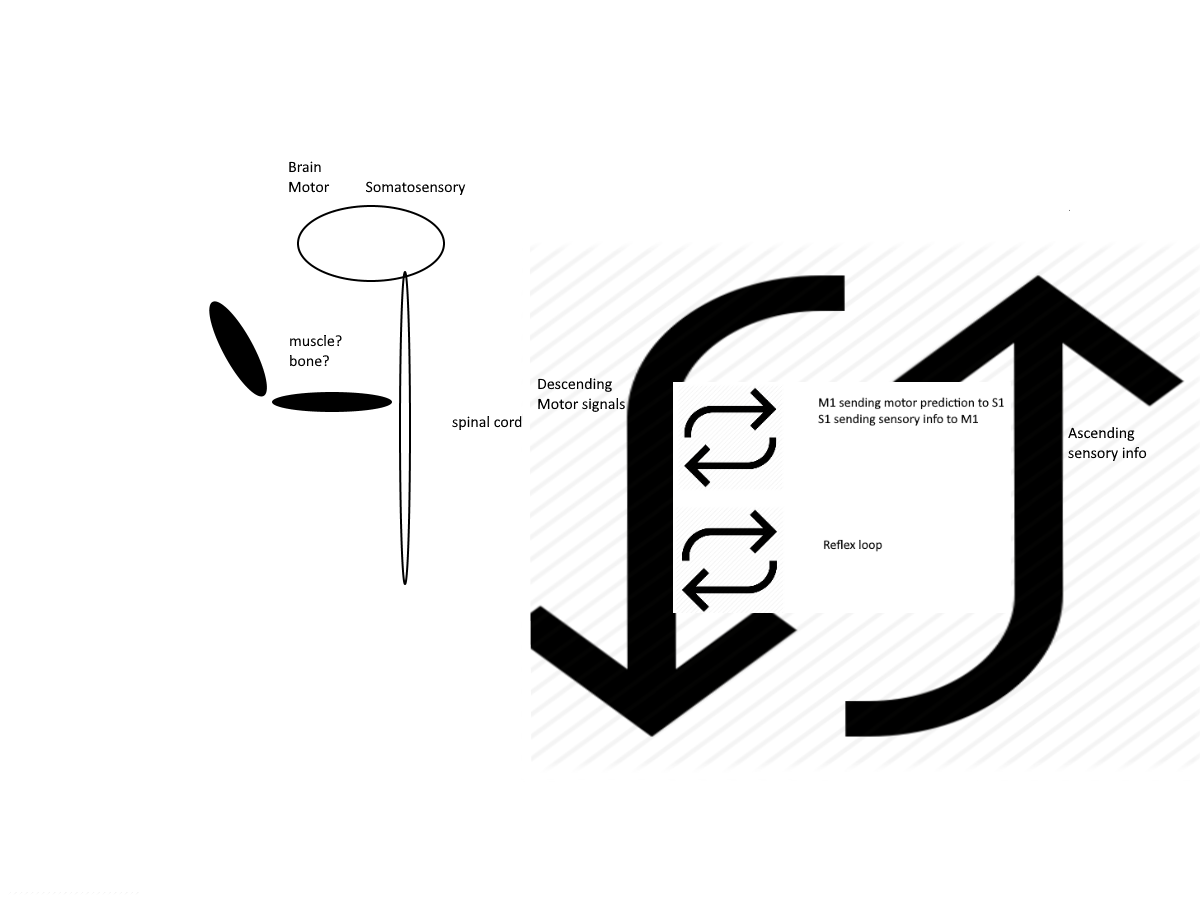 Brain
Motor Somatosensory
muscle?
bone?
spinal cord
Descending
Motor signals
M1 sending motor prediction to S1
S1 sending sensory info to M1
Ascending
sensory info
Reflex loop